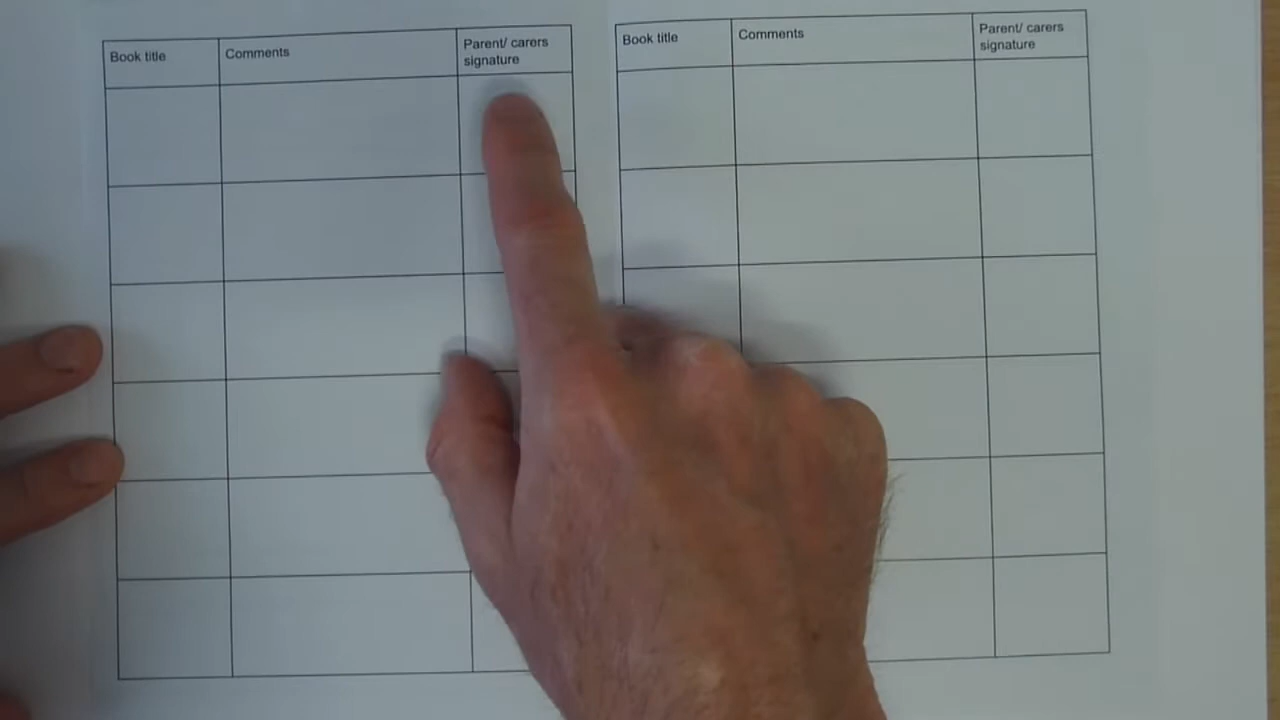 Book title
Comments
Parent/ carers
signature
Book title
Comments
Parent/ carers
signature